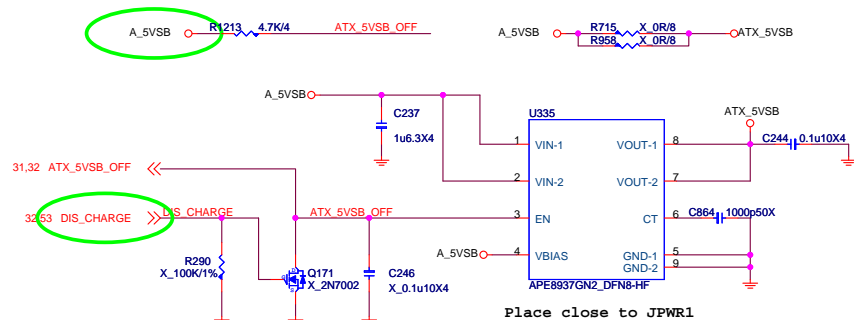 A_5VSB R1213 4.7K/4 ATX_5VSB_OFF
A_5VSB R715 X_0R/8 ATX_5VSB
R958 X_0R/8
A_5VSB
C237
1u6.3X4
U335
ATX_5VSB
1 VIN-1 VOUT-1 8
C244 0.1u10X4
31,32 ATX_5VSB_OFF
2 VIN-2 VOUT-2 7
32,53 DIS_CHARGE DIS_CHARGE
ATX_5VSB_OFF
3 EN CT 6
C864 1000p50X
A_5VSB 4 VBIAS GND-1 5
GND-2 9
R290
X_100K/1%
Q171
X_2N7002
C246
X_0.1u10X4
APE8937GN2_DFN8-HF
Place close to JPWR1